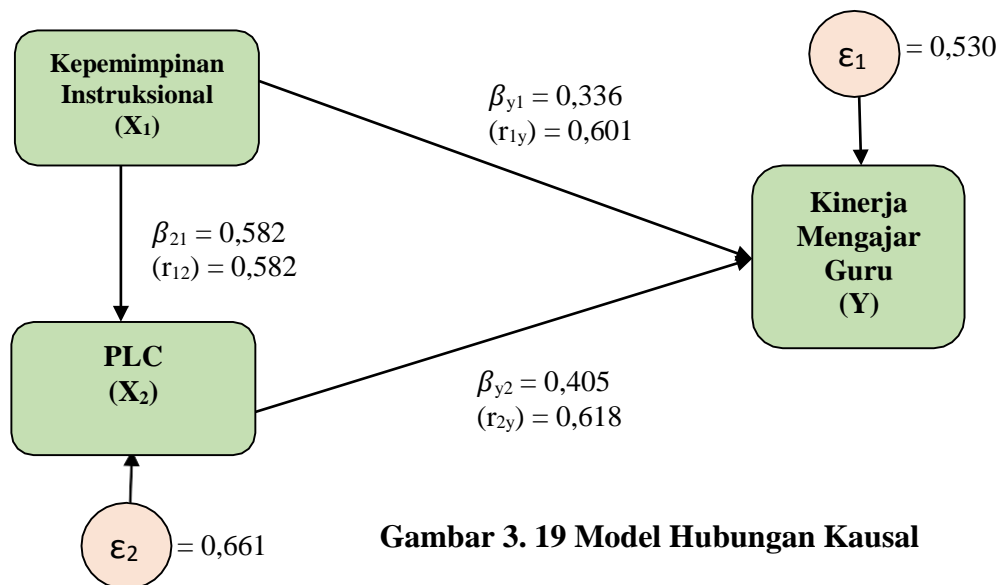 Kepemimpinan
Instruksional
(X₁)
ε₁ = 0,530
βy1 = 0,336
(r1y) = 0,601
Kinerja
Mengajar
Guru
(Y)
β₂₁ = 0,582
(r₁₂) = 0,582
PLC
(X₂)
βy2 = 0,405
(r2y) = 0,618
ε₂ = 0,661
Gambar 3. 19 Model Hubungan Kausal